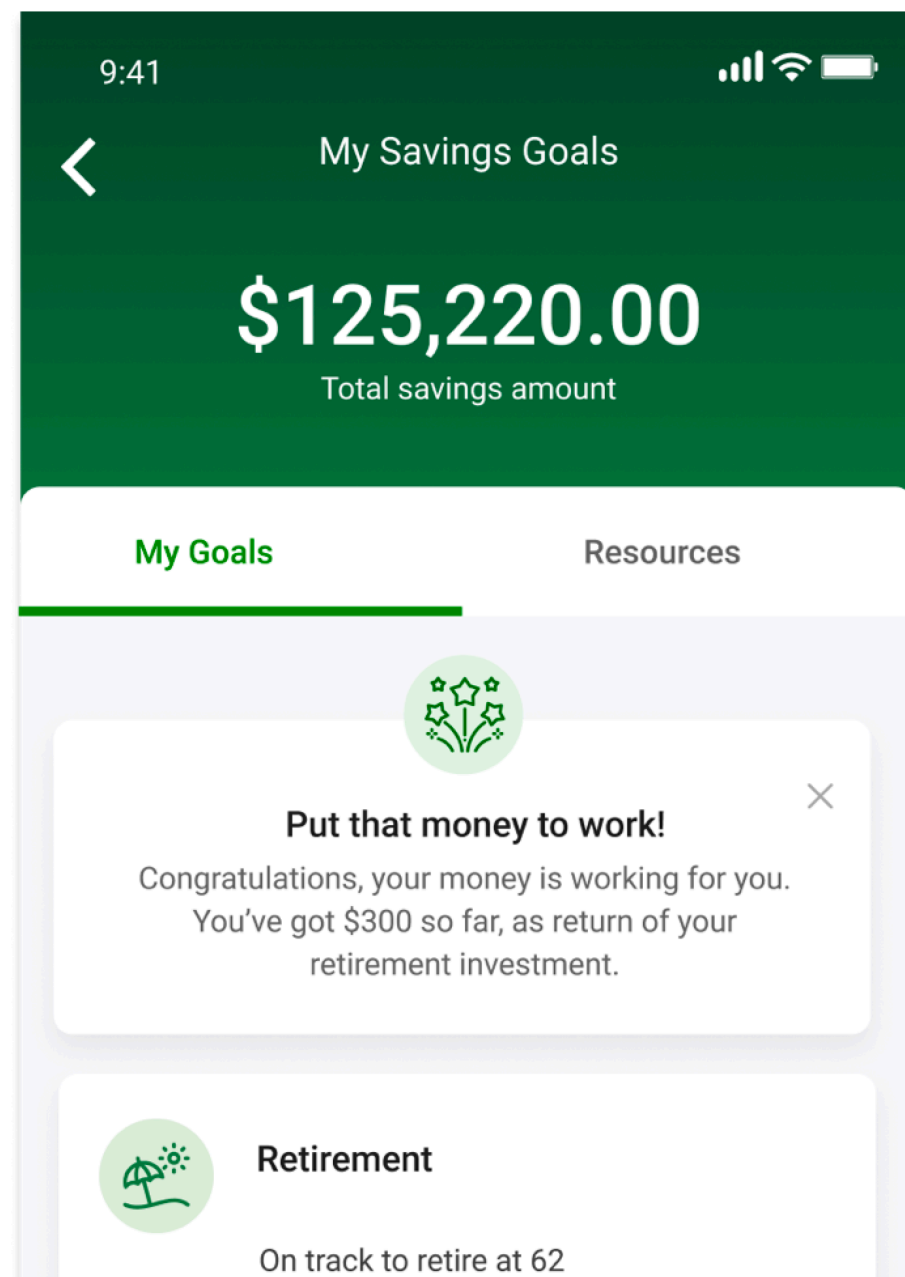 9:41
My Savings Goals
$125,220.00
Total savings amount
My Goals
Resources
Put that money to work!
Congratulations, your money is working for you.
You’ve got $300 so far, as return of your
retirement investment.
Retirement
On track to retire at 62